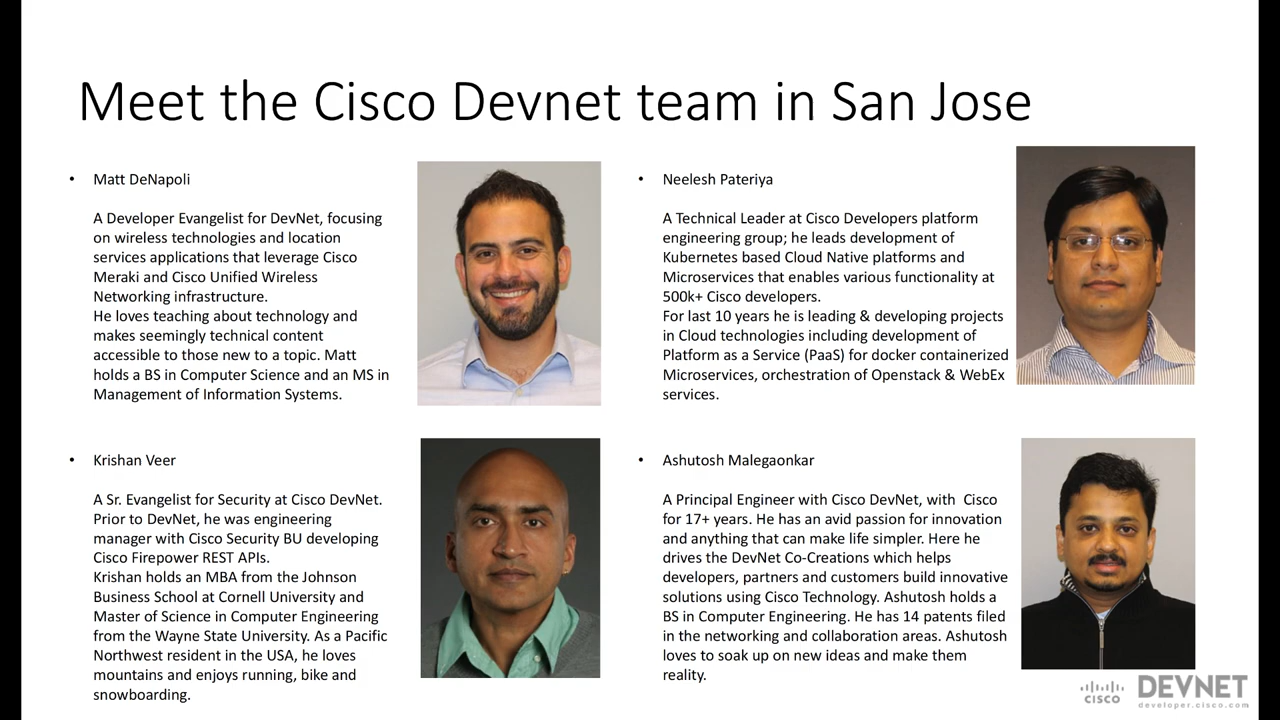 Meet the Cisco Devnet team in San Jose
• Matt DeNapoli
A Developer Evangelist for DevNet, focusing
on wireless technologies and location
services applications that leverage Cisco
Meraki and Cisco Unified Wireless
Networking infrastructure.
He loves teaching about technology and
makes seemingly technical content
accessible to those new to a topic. Matt
holds a BS in Computer Science and an MS in
Management of Information Systems.
• Neelesh Pateriya
A Technical Leader at Cisco Developers platform
engineering group; he leads development of
Kubernetes based Cloud Native platforms and
Microservices that enables various functionality at
500k+ Cisco developers.
For last 10 years he is leading & developing projects
in Cloud technologies including development of
Platform as a Service (PaaS) for docker containerized
Microservices, orchestration of Openstack & WebEx
services.
• Krishan Veer
A Sr. Evangelist for Security at Cisco DevNet.
Prior to DevNet, he was engineering
manager with Cisco Security BU developing
Cisco Firepower REST APIs.
Krishan holds an MBA from the Johnson
Business School at Cornell University and
Master of Science in Computer Engineering
from the Wayne State University. As a Pacific
Northwest resident in the USA, he loves
mountains and enjoys running, bike and
snowboarding.
• Ashutosh Malegaonkar
A Principal Engineer with Cisco DevNet, with  Cisco
for 17+ years. He has an avid passion for innovation
and anything that can make life simpler. Here he
drives the DevNet Co-Creations which helps
developers, partners and customers build innovative
solutions using Cisco Technology. Ashutosh holds a
BS in Computer Engineering. He has 14 patents filed
in the networking and collaboration areas. Ashutosh
loves to soak up on new ideas and make them
reality.
CISCO DEVNET
developer.cisco.com